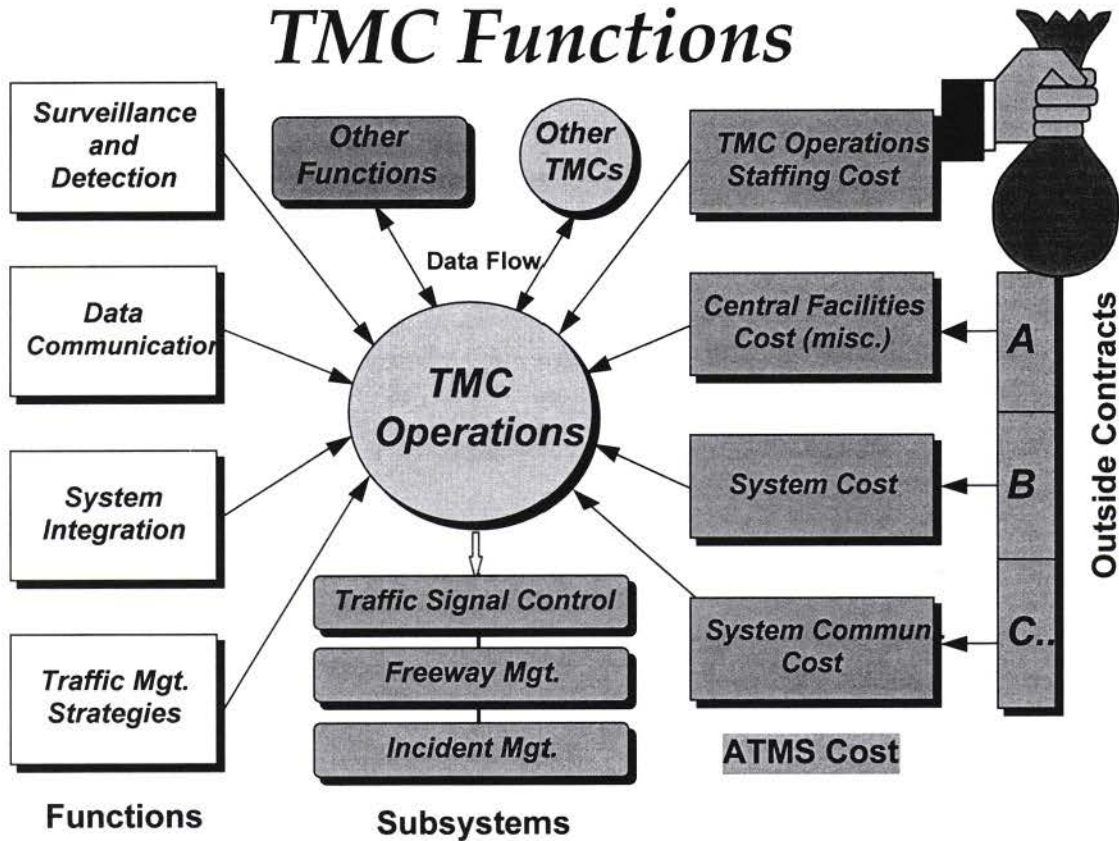 TMC Functions
Surveillance
and
Detection
Data
Communication
System
Integration
Traffic Mgt.
Strategies
Functions
Other
Functions
Other
TMCs
Data Flow
TMC
Operations
Traffic Signal Control
Freeway Mgt.
Incident Mgt.
Subsystems
TMC Operations
Staffing Cost
Central Facilities
Cost (misc.)
System Cost
System Commun.
Cost
ATMS Cost
A
B
C..
Outside Contracts